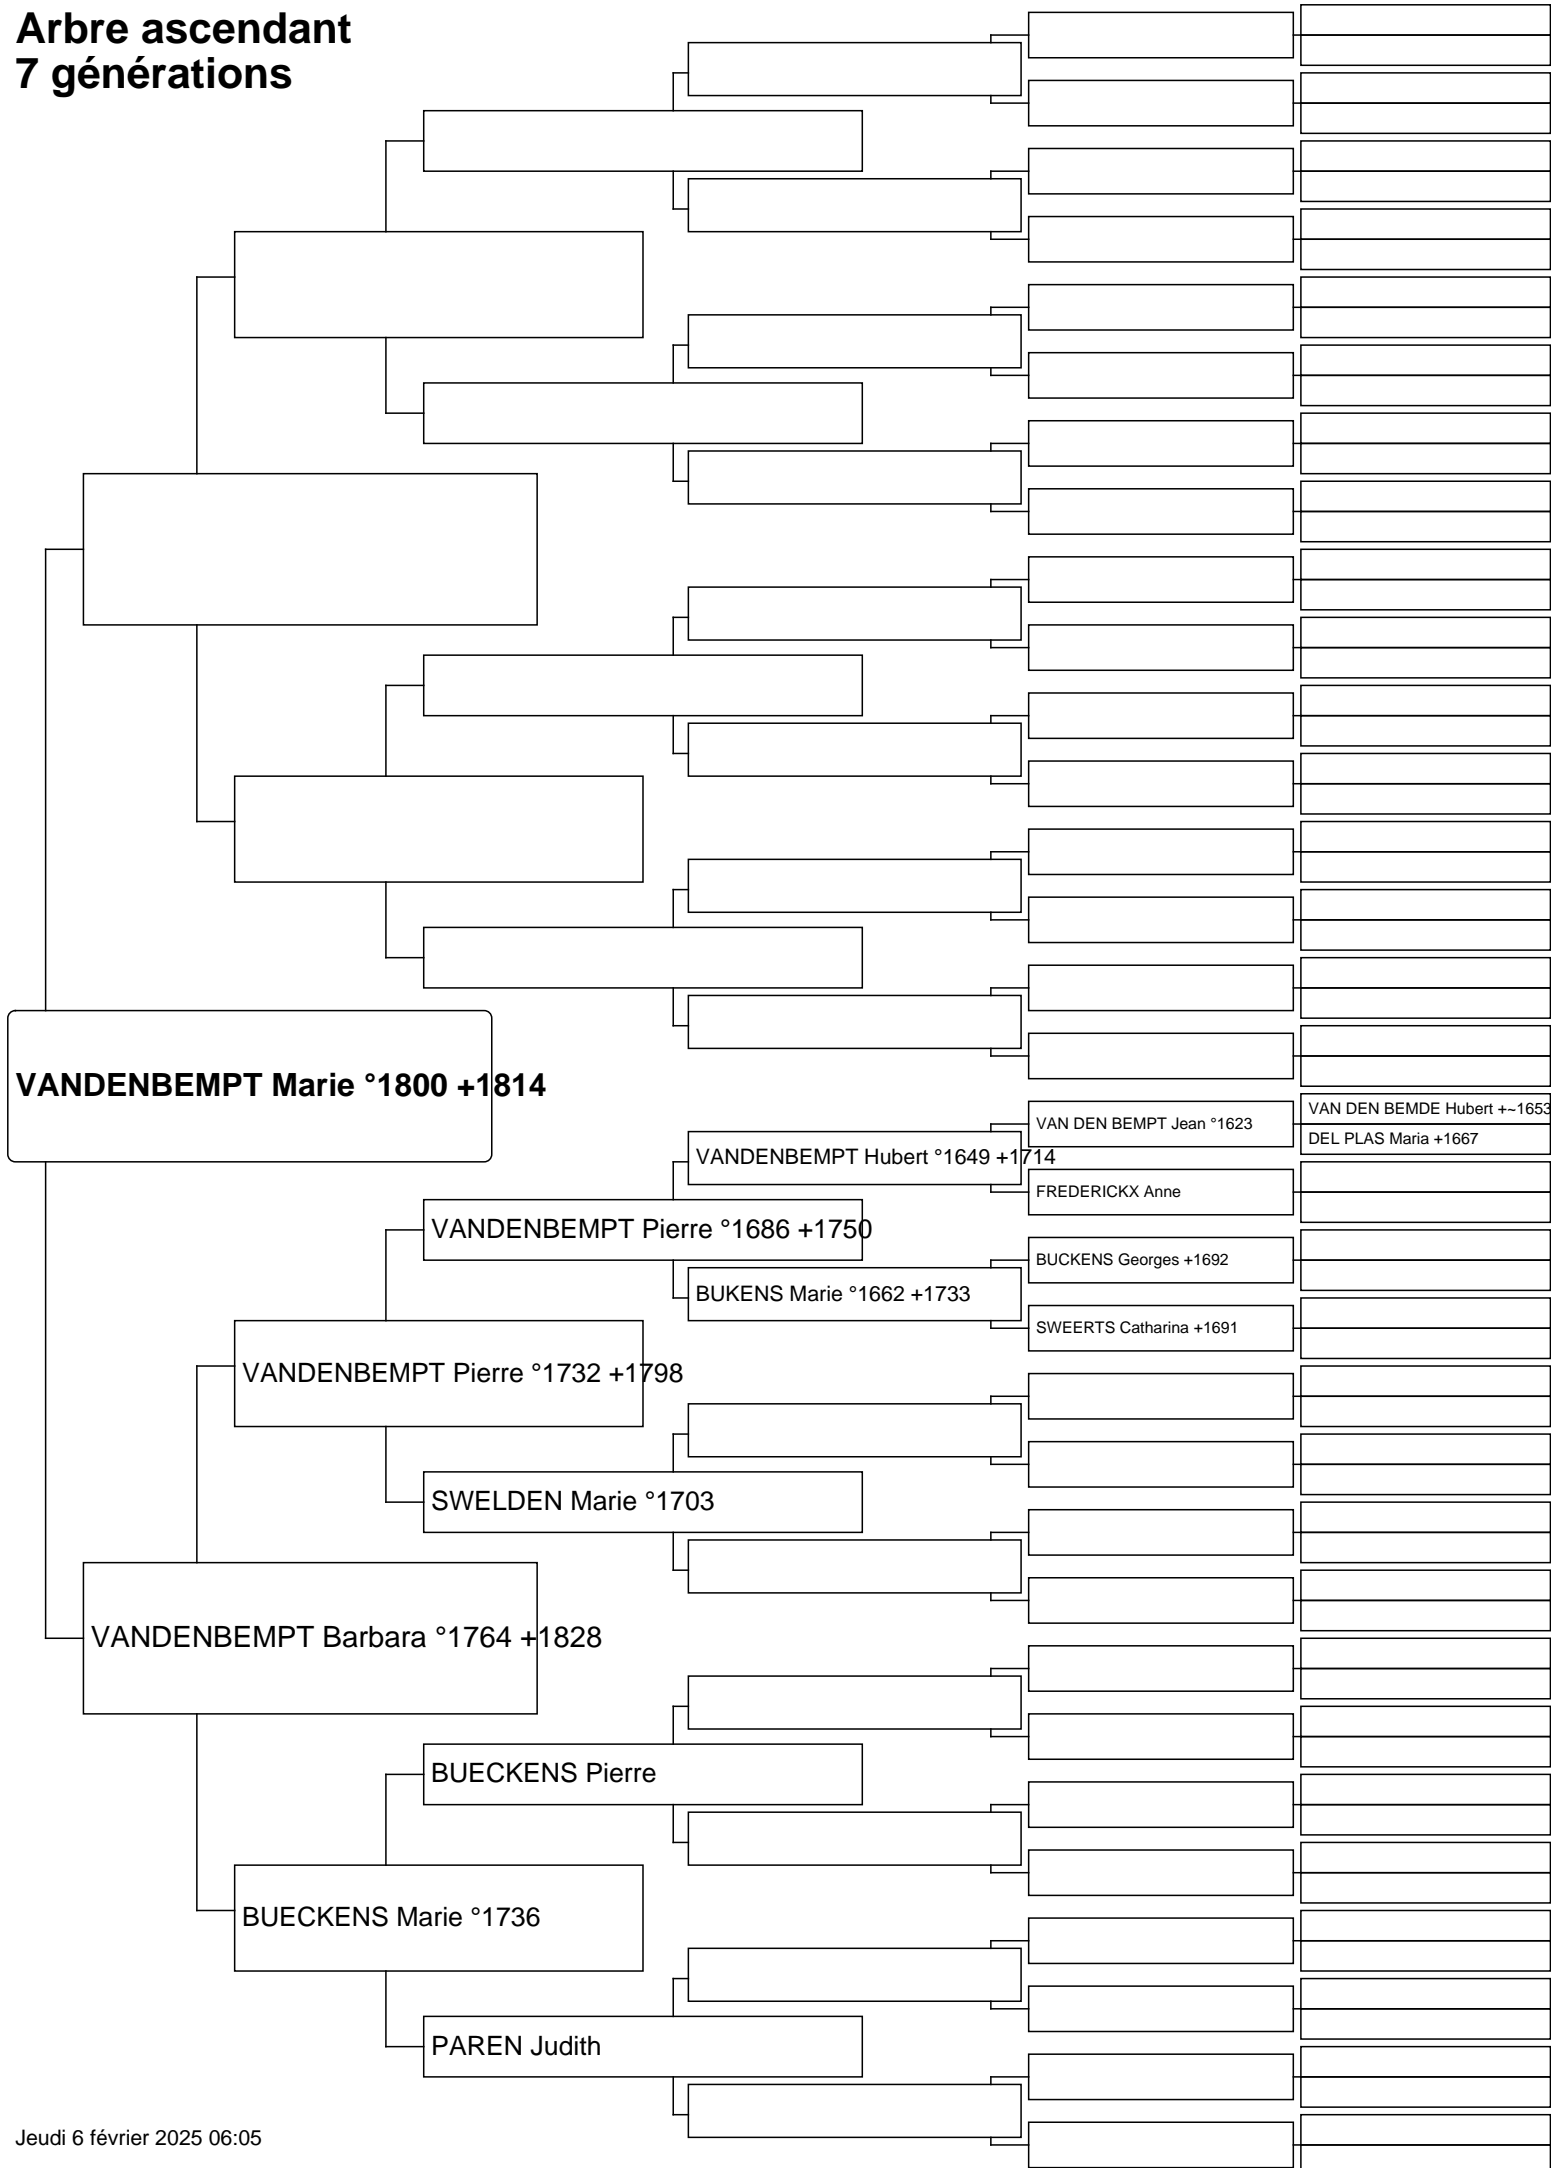 Arbre ascendant
7 générations
VANDENBEMPT Marie °1800 +1814
VAN DEN BEMDE Hubert +~1653
VAN DEN BEMPT Jean °1623
DEL PLAS Maria +1667
VANDENBEMPT Hubert °1649 +1714
FREDERICKX Anne
VANDENBEMPT Pierre °1686 +1750
BUCKENS Georges +1692
BUKENS Marie °1662 +1733
SWEERTS Catharina +1691
VANDENBEMPT Pierre °1732 +1798
SWELDEN Marie °1703
VANDENBEMPT Barbara °1764 +1828
BUECKENS Pierre
BUECKENS Marie °1736
PAREN Judith
Jeudi 6 février 2025 06:05